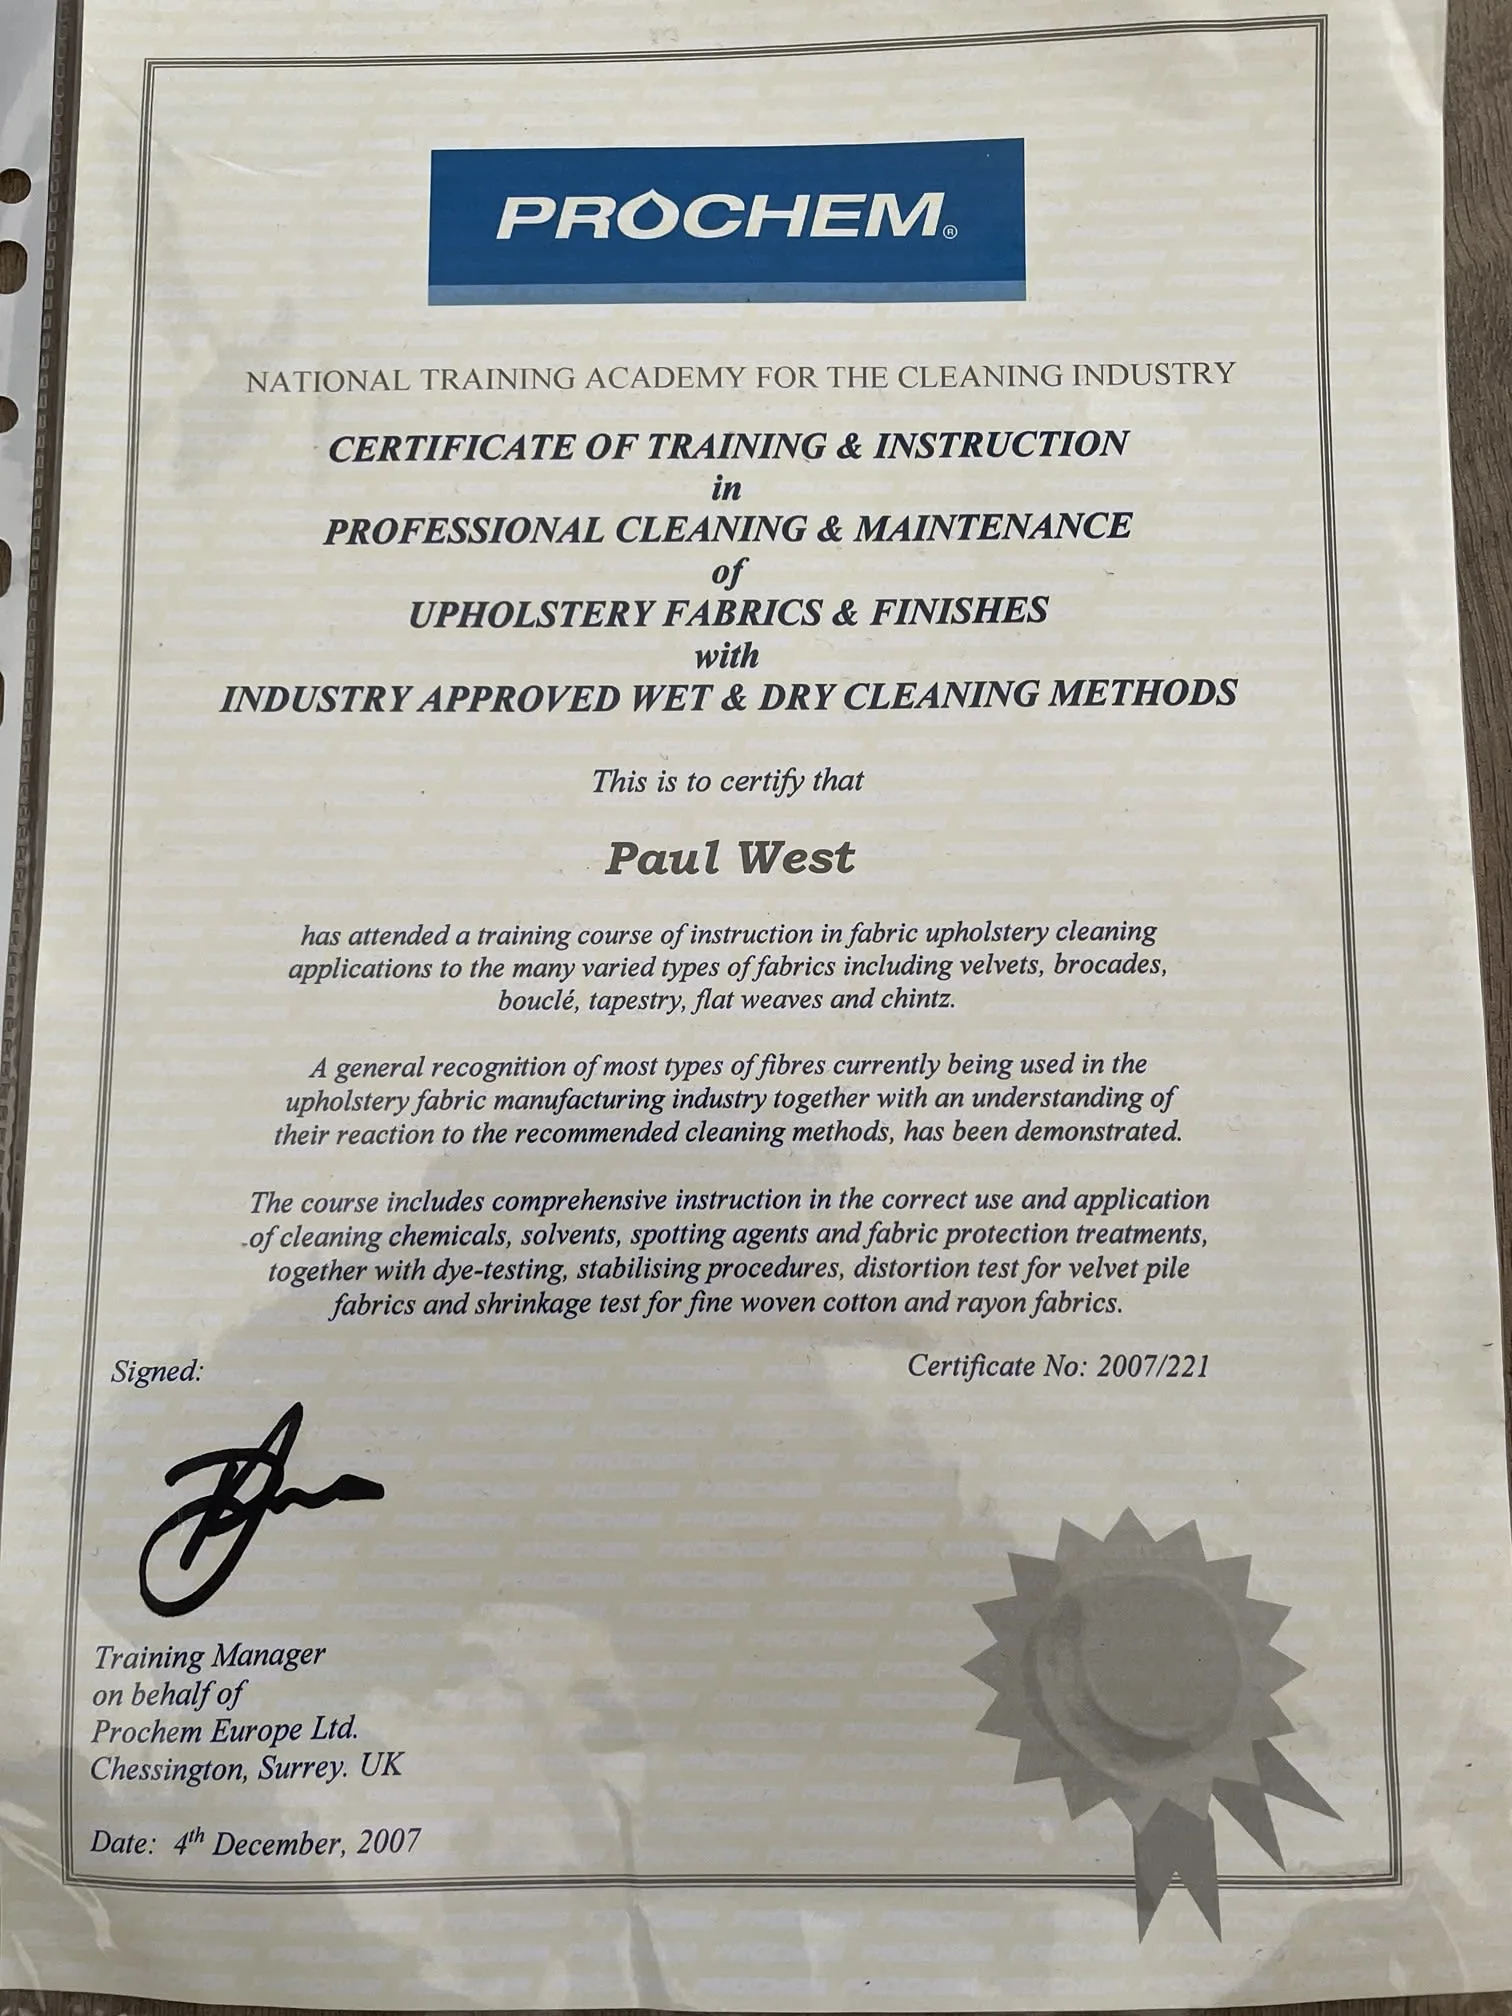 PROCHEM®
NATIONAL TRAINING ACADEMY FOR THE CLEANING INDUSTRY
CERTIFICATE OF TRAINING & INSTRUCTION
in
PROFESSIONAL CLEANING & MAINTENANCE
of
UPHOLSTERY FABRICS & FINISHES
with
INDUSTRY APPROVED WET & DRY CLEANING METHODS
This is to certify that
Paul West
has attended a training course of instruction in fabric upholstery cleaning
applications to the many varied types of fabrics including velvets, brocades,
bouclé, tapestry, flat weaves and chintz.
A general recognition of most types of fibres currently being used in the
upholstery fabric manufacturing industry together with an understanding of
their reaction to the recommended cleaning methods, has been demonstrated.
The course includes comprehensive instruction in the correct use and application
of cleaning chemicals, solvents, spotting agents and fabric protection treatments,
together with dye-testing, stabilising procedures, distortion test for velvet pile
fabrics and shrinkage test for fine woven cotton and rayon fabrics.
Signed:
Certificate No: 2007/221
Training Manager
on behalf of
Prochem Europe Ltd.
Chessington, Surrey. UK
Date: 4th December, 2007